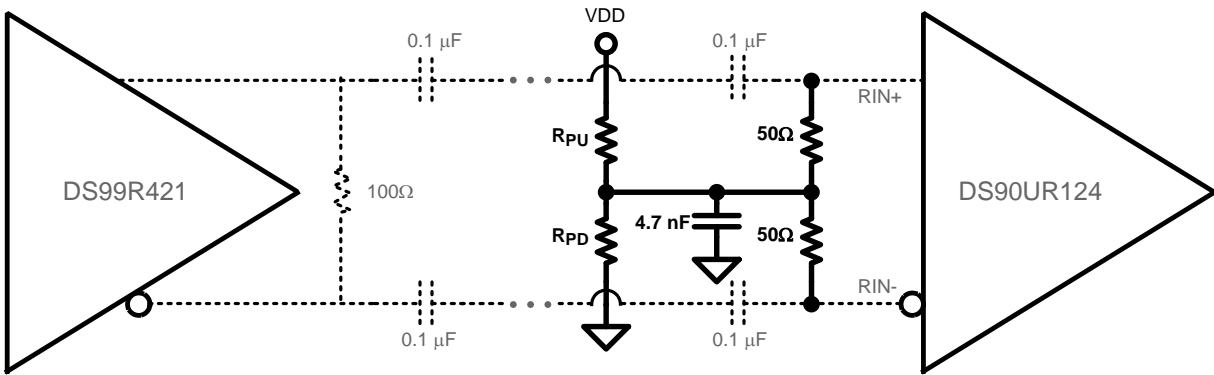 VDD
0.1 µF
0.1 µF
RIN+
RPU
50Ω
DS99R421
100Ω
DS90UR124
4.7 nF
RPD
50Ω
RIN-
0.1 µF
0.1 µF